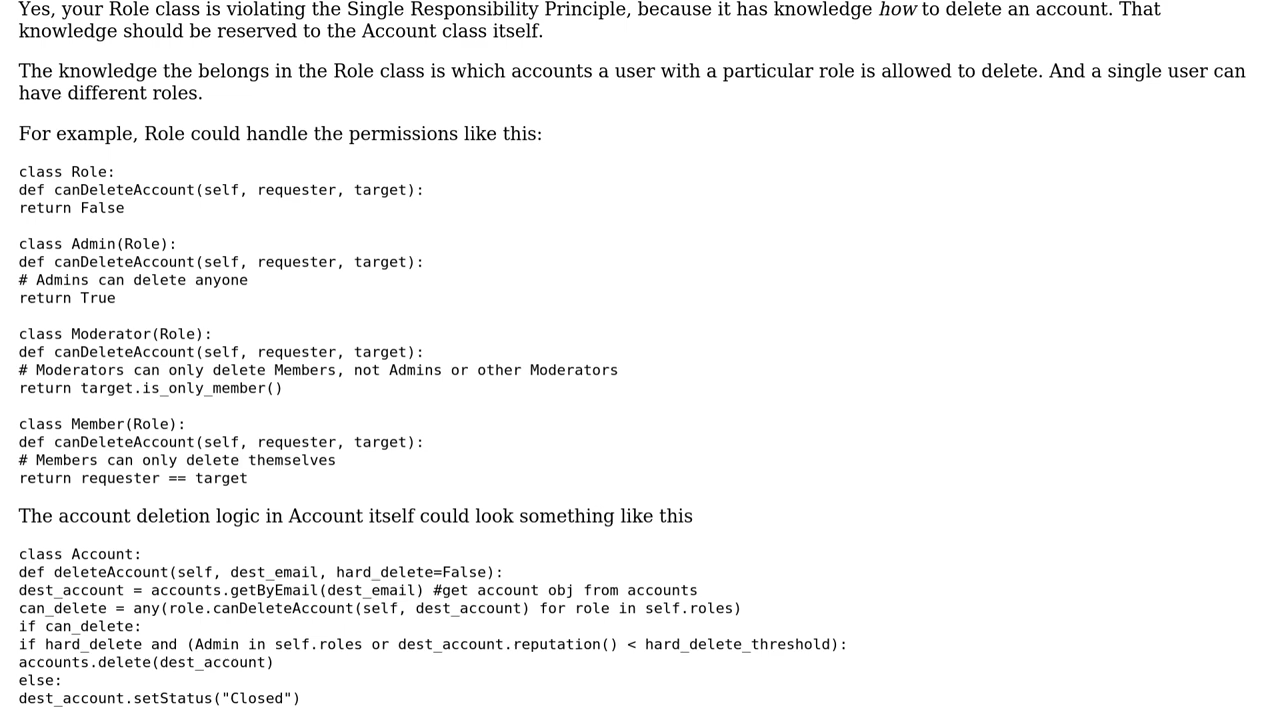 Yes, your Role class is violating the Single Responsibility Principle, because it has knowledge how to delete an account. That
knowledge should be reserved to the Account class itself.
The knowledge the belongs in the Role class is which accounts a user with a particular role is allowed to delete. And a single user can
have different roles.
For example, Role could handle the permissions like this:
class Role:
def canDeleteAccount(self, requester, target):
return False
class Admin(Role):
def canDeleteAccount(self, requester, target):
# Admins can delete anyone
return True
class Moderator(Role):
def canDeleteAccount(self, requester, target):
# Moderators can only delete Members, not Admins or other Moderators
return target.is_only_member()
class Member(Role):
def canDeleteAccount(self, requester, target):
# Members can only delete themselves
return requester == target
The account deletion logic in Account itself could look something like this
class Account:
def deleteAccount(self, dest_email, hard_delete=False):
dest_account = accounts.getByEmail(dest_email) #get account obj from accounts
can_delete = any(role.canDeleteAccount(self, dest_account) for role in self.roles)
if can_delete:
if hard_delete and (Admin in self.roles or dest_account.reputation() < hard_delete_threshold):
accounts.delete(dest_account)
else:
dest_account.setStatus("Closed")